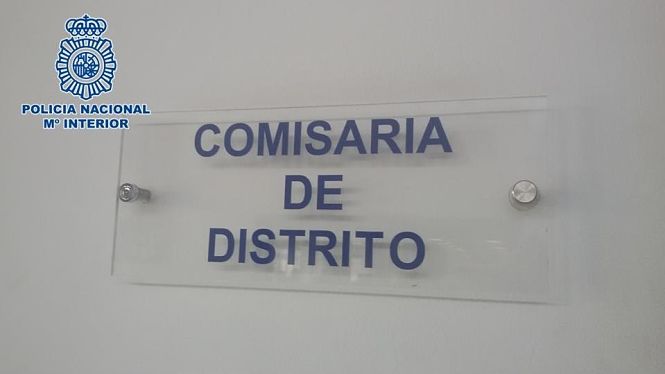 POLICIA NACIONAL
Mº INTERIOR
COMISARIA
DE
DISTRITO